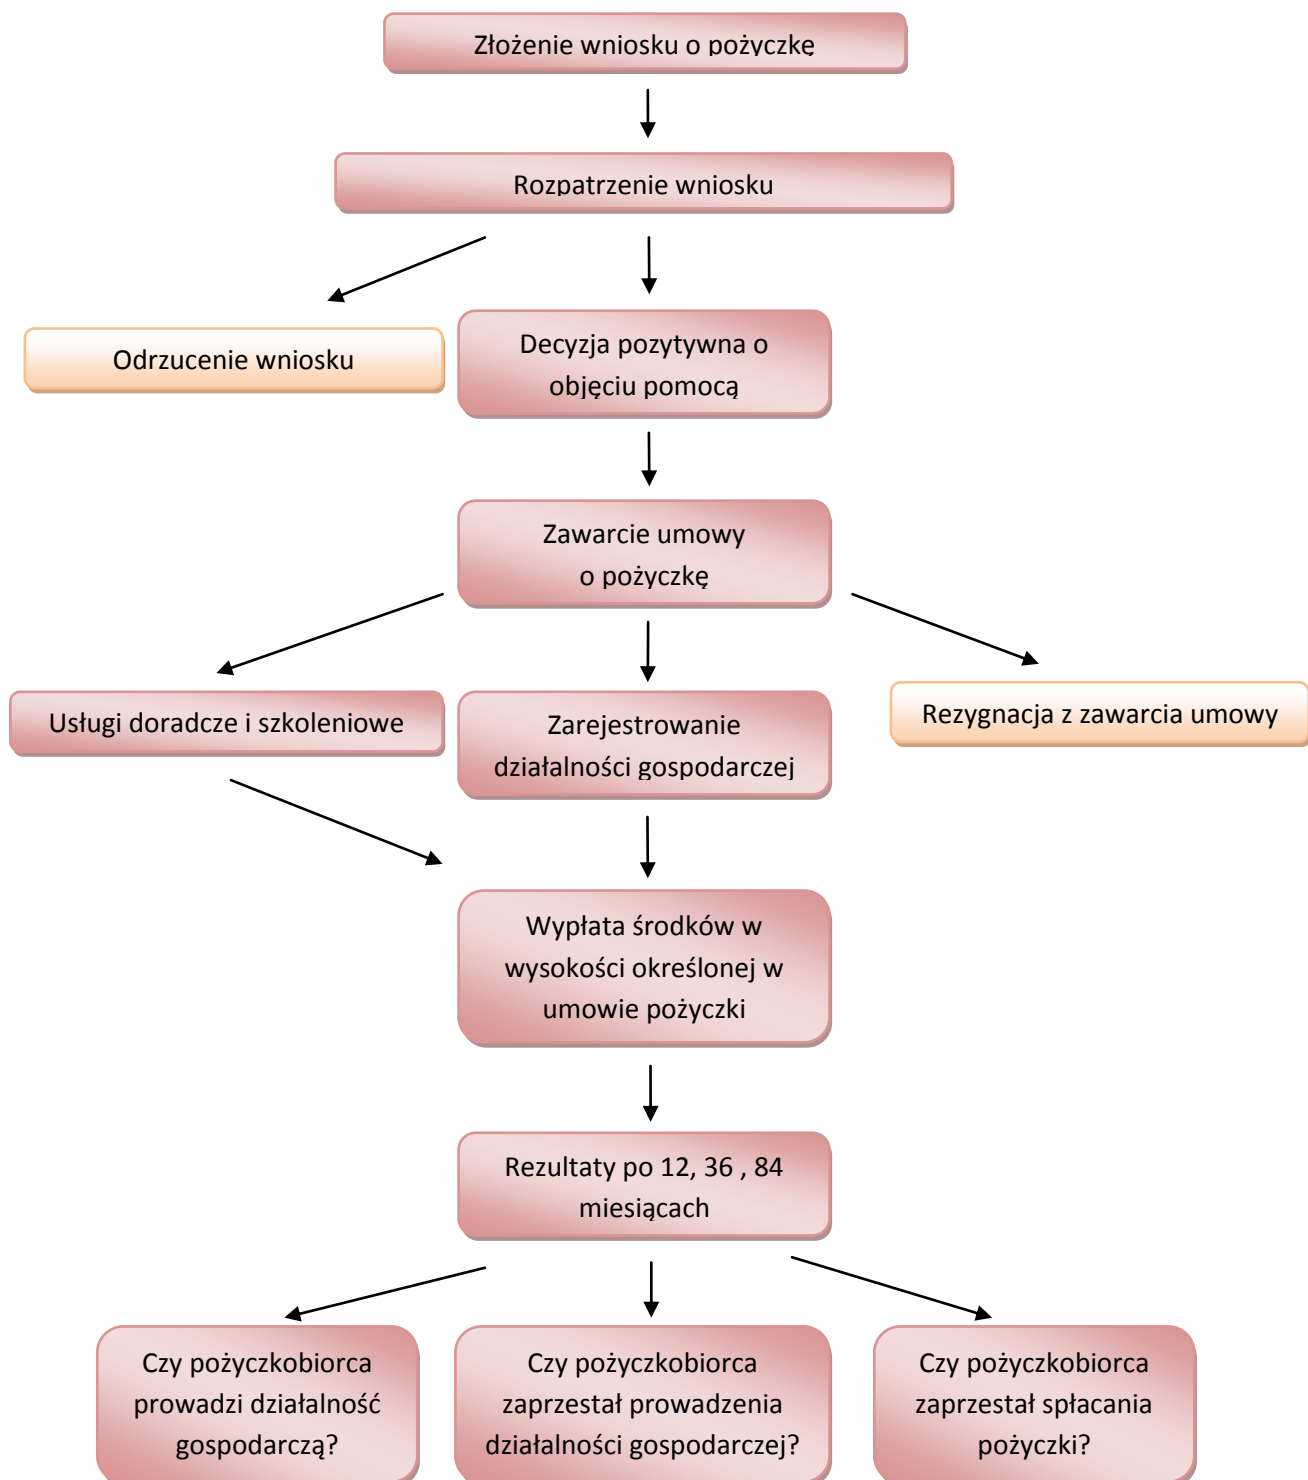 Złożenie wniosku o pożyczkę
Rozpatrzenie wniosku
Odrzucenie wniosku
Decyzja pozytywna o
objęciu pomocą
Zawarcie umowy
o pożyczkę
Usługi doradcze i szkoleniowe
Zarejestrowanie
działalności gospodarczej
Rezygnacja z zawarcia umowy
Wypłata środków w
wysokości określonej w
umowie pożyczki
Rezultaty po 12, 36 , 84
miesiącach
Czy pożyczkobiorca
prowadzi działalność
gospodarczą?
Czy pożyczkobiorca
zaprzestał prowadzenia
działalności gospodarczej?
Czy pożyczkobiorca
zaprzestał spłacania
pożyczki?